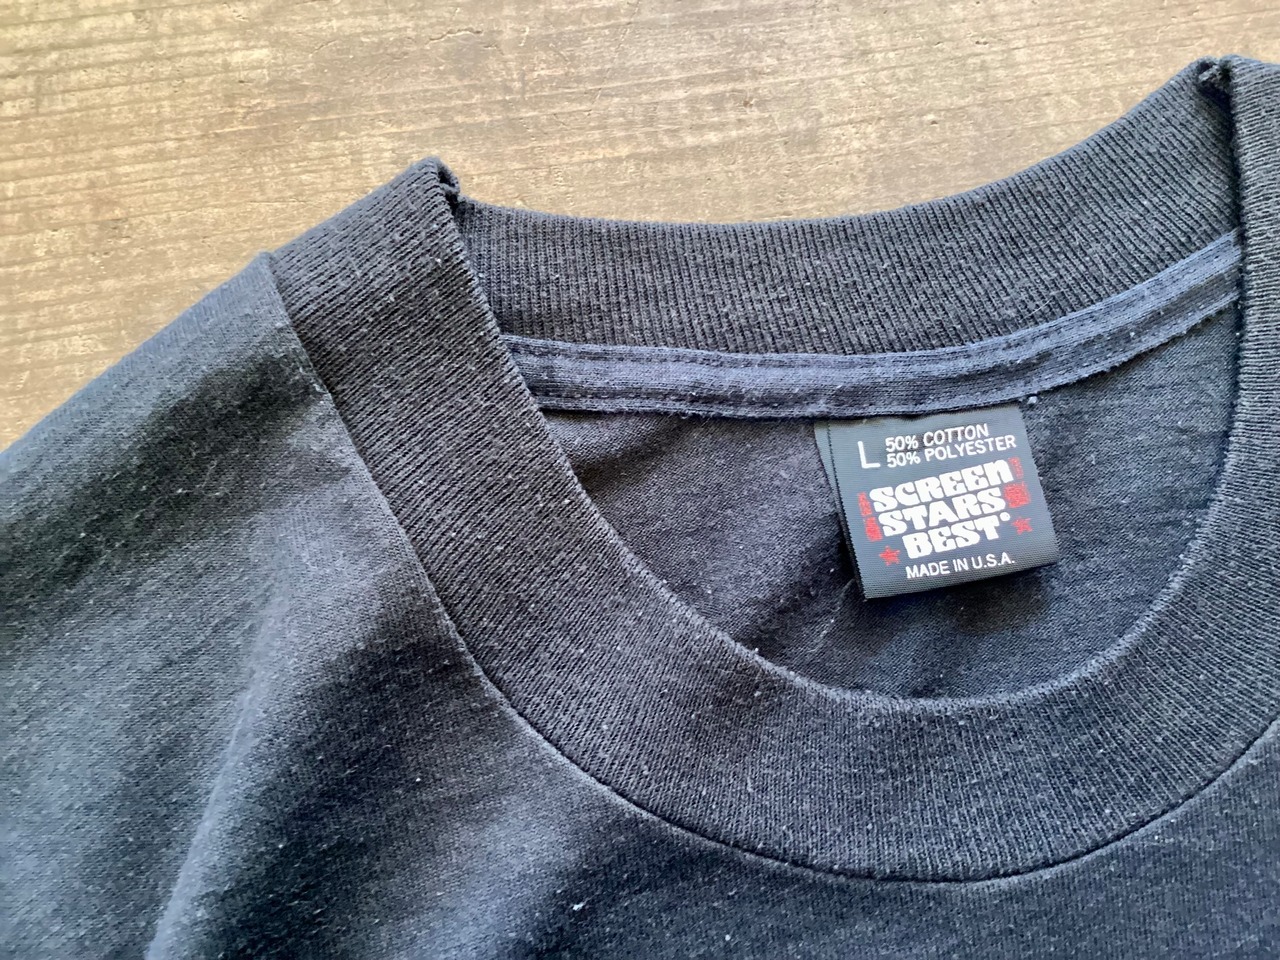 L 50% COTTON
50% POLYESTER
SCREEN
STARS
BEST
MADE IN U.S.A.